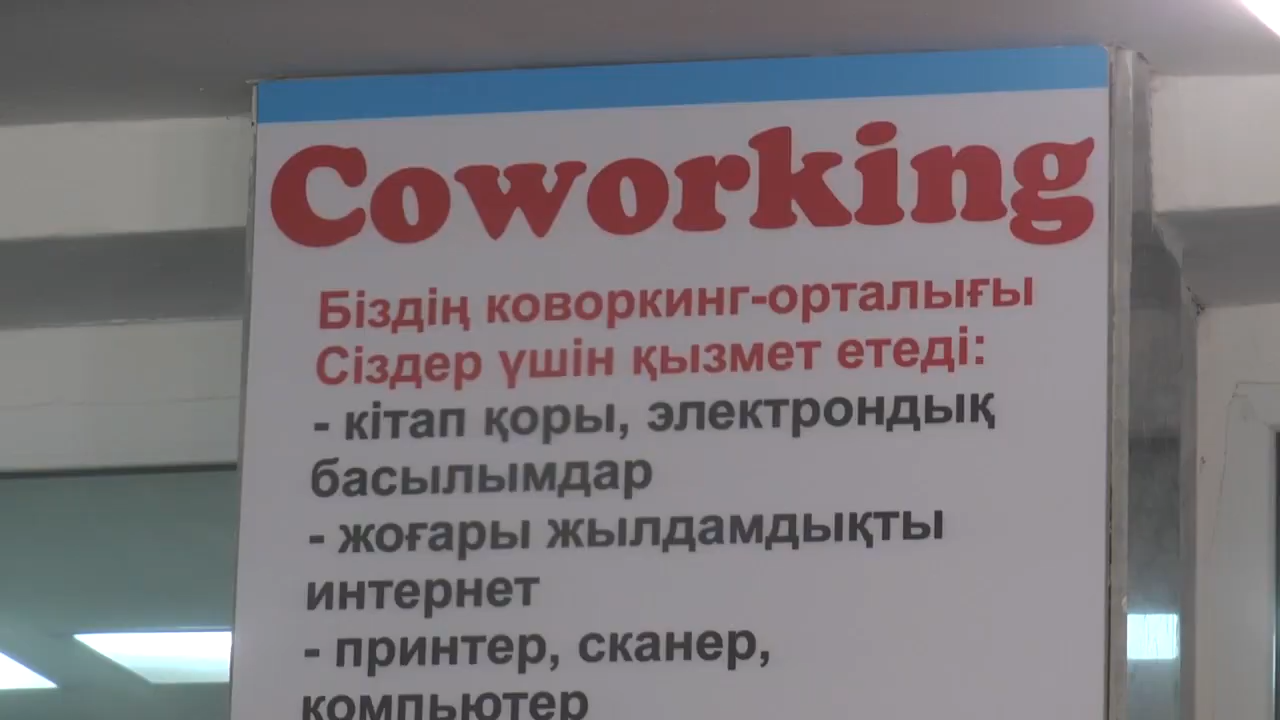 Coworking
Біздің коворкинг-орталығы
Сіздер үшін қызмет етеді:
- кітап қоры, электрондық
басылымдар
- жоғары жылдамдықты
интернет
- принтер, сканер,
компьютер